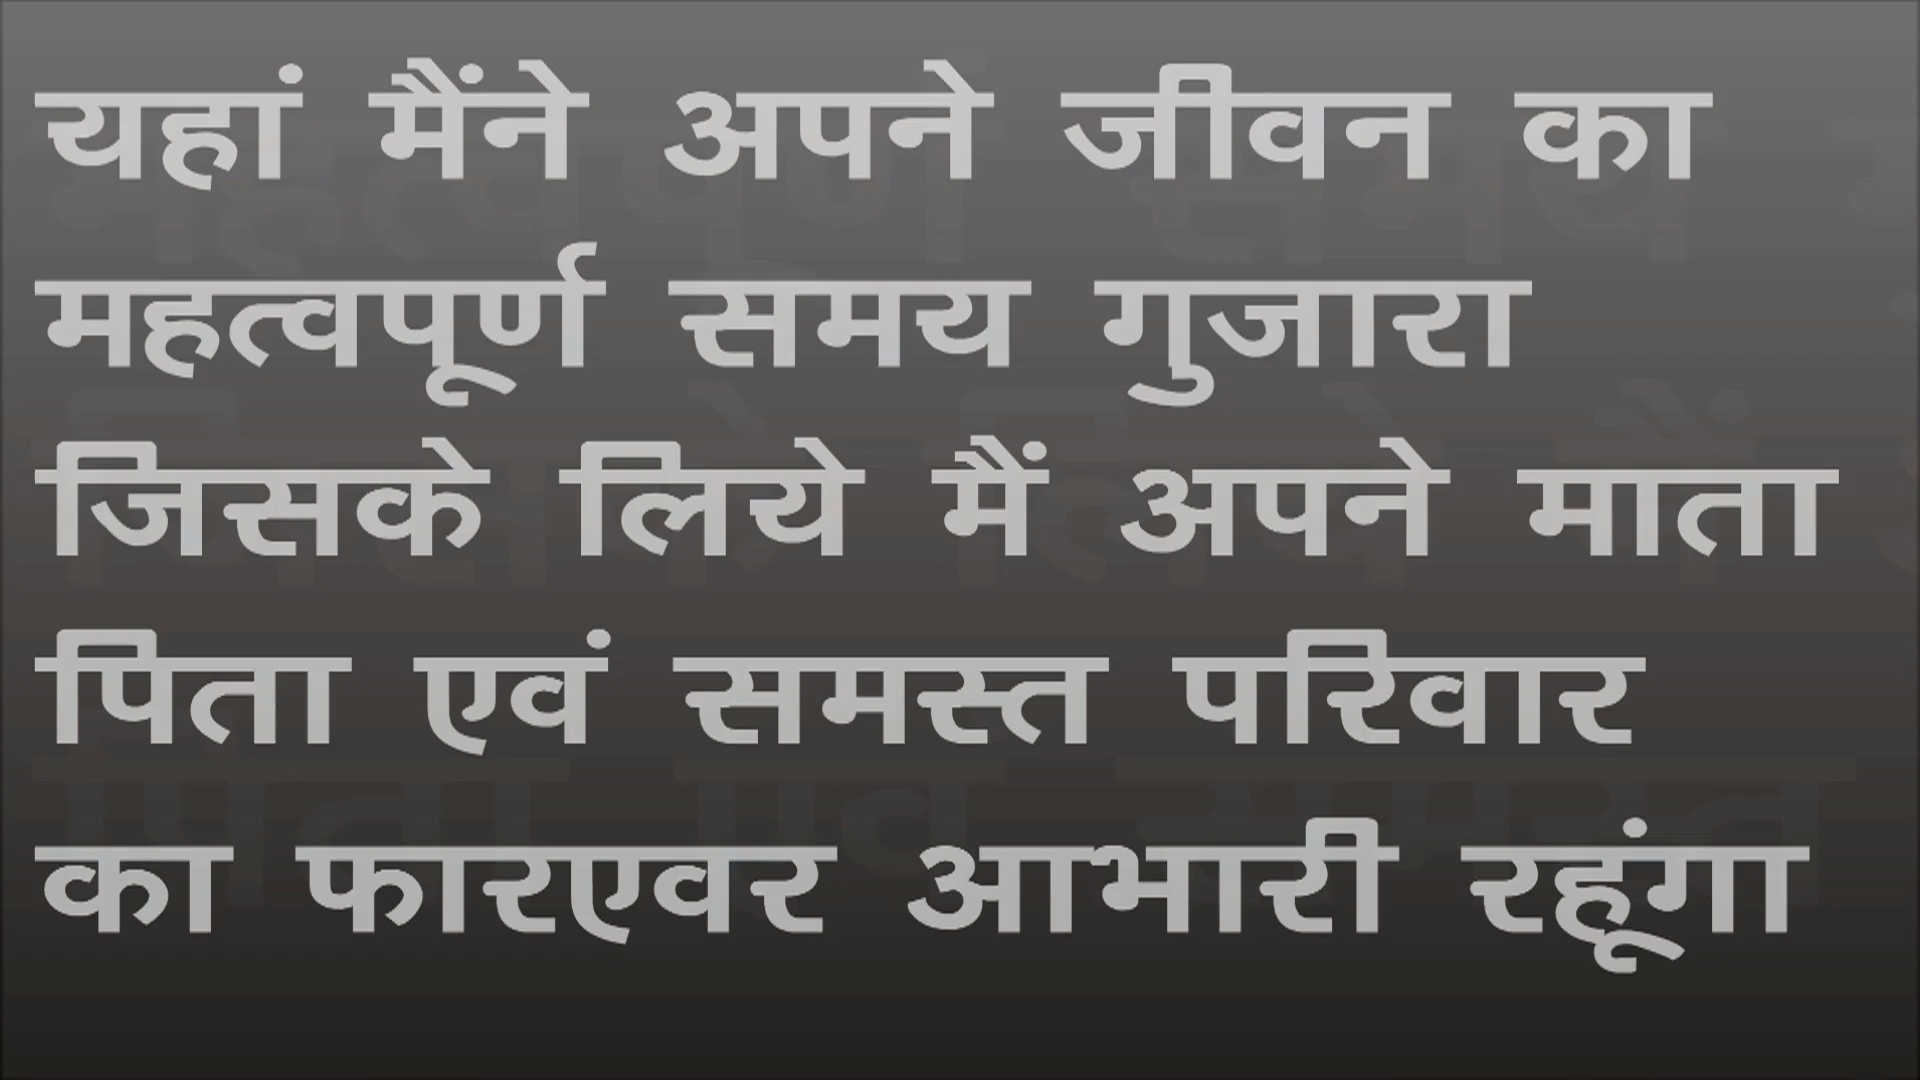 यहां मैंने अपने जीवन का
महत्वपूर्ण समय गुजारा
जिसके लिये मैं अपने माता
पिता एवं समस्त परिवार
का फारएवर आभारी रहूंगा